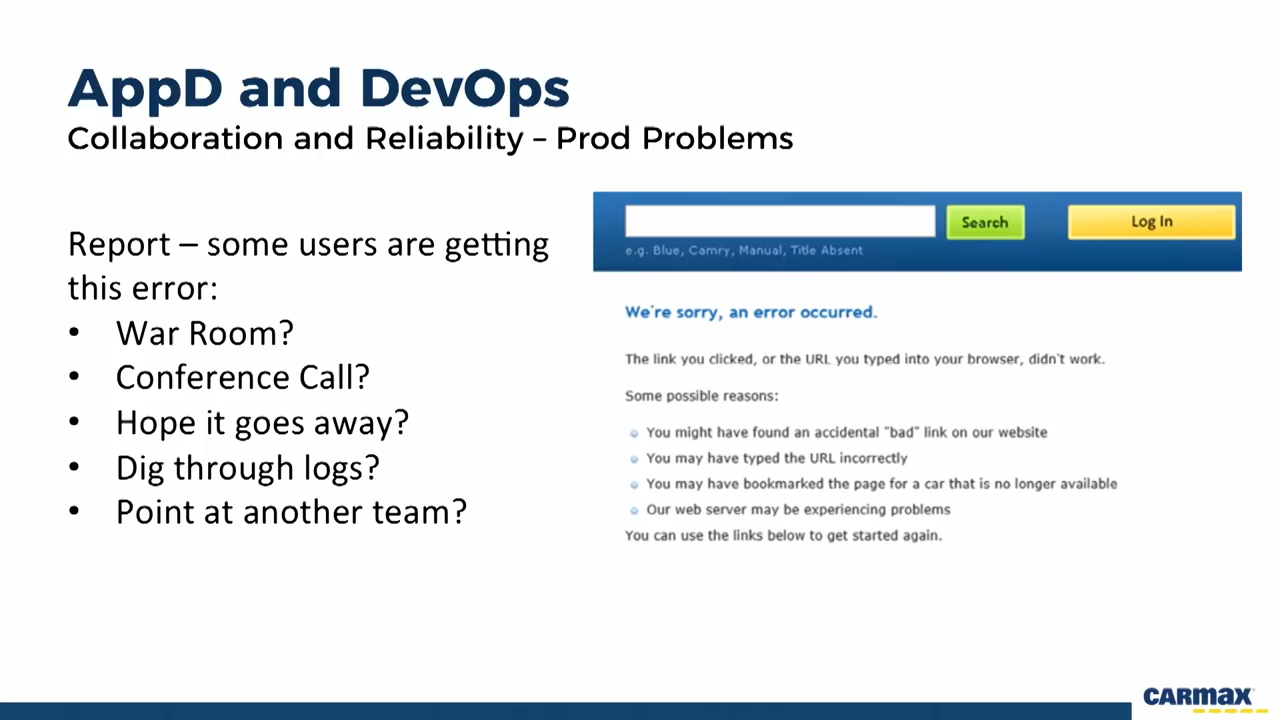 AppD and DevOps
Collaboration and Reliability – Prod Problems
Report – some users are getting
this error:
• War Room?
• Conference Call?
• Hope it goes away?
• Dig through logs?
• Point at another team?
Search
Log In
e.g. Blue, Camry, Manual, Title Absent
We're sorry, an error occurred.
The link you clicked, or the URL you typed into your browser, didn't work.
Some possible reasons:
You might have found an accidental "bad" link on our website
You may have typed the URL incorrectly
You may have bookmarked the page for a car that is no longer available
Our web server may be experiencing problems
You can use the links below to get started again.
CARMAX